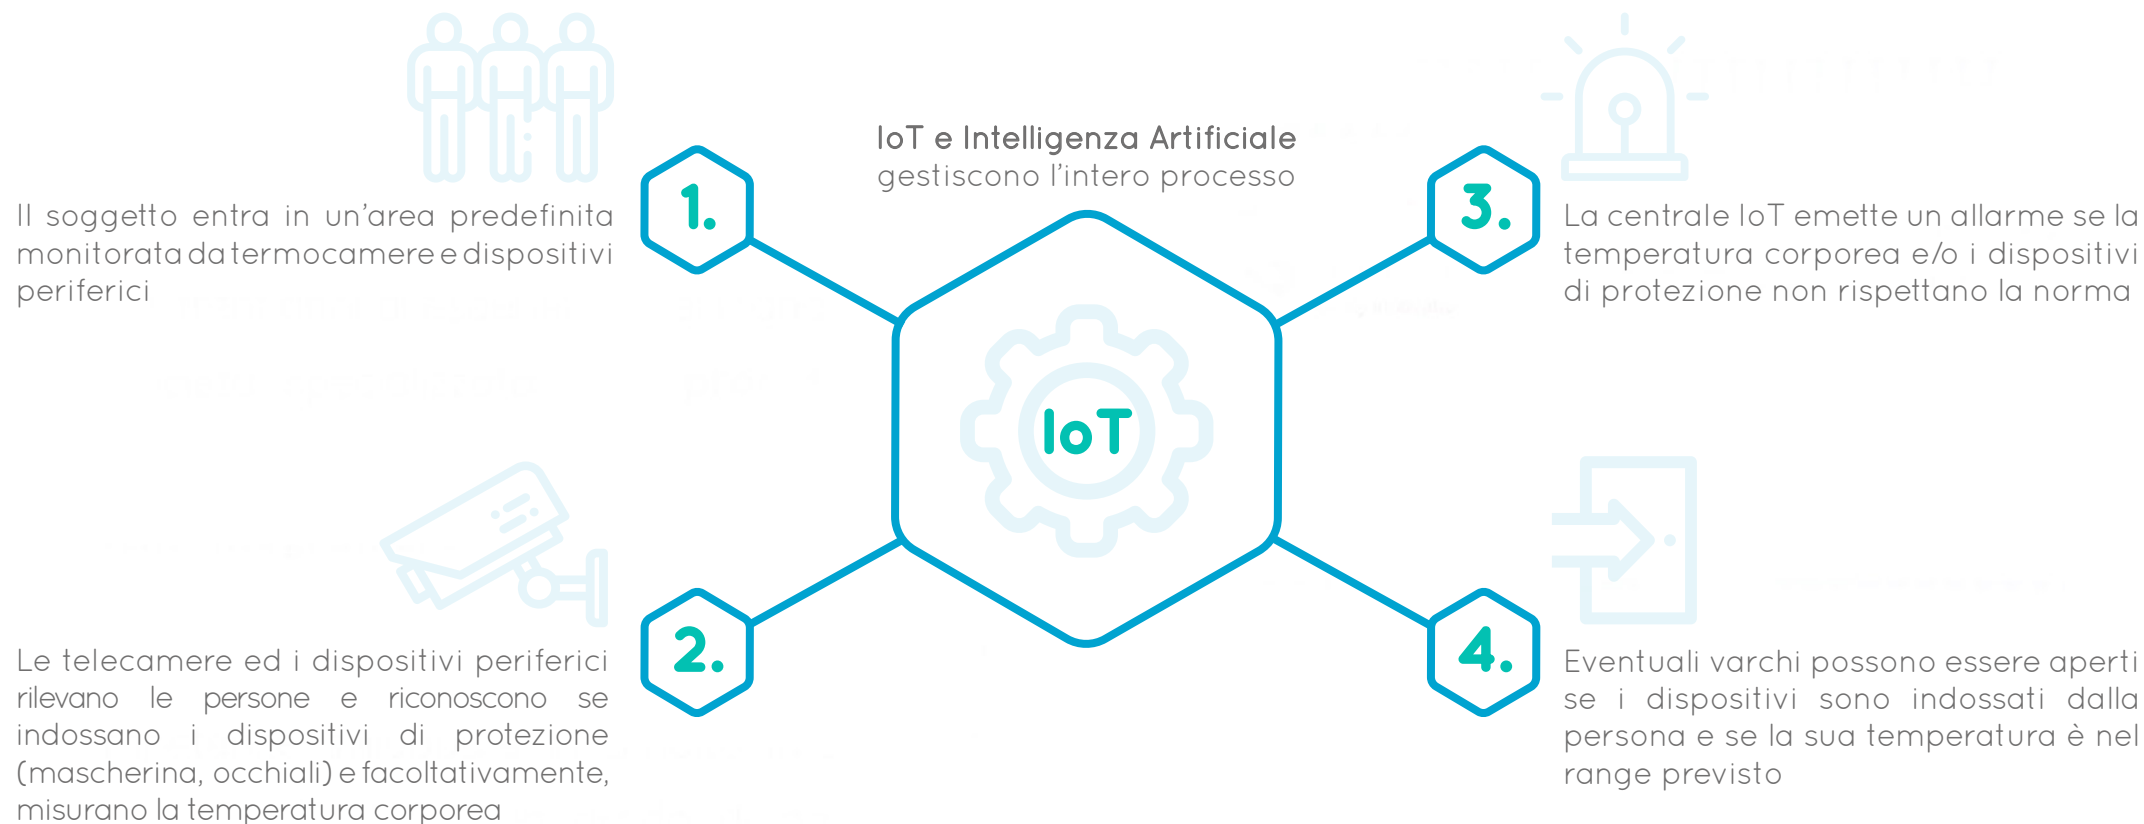 IoT e Intelligenza Artificiale
gestiscono l'intero processo
1.
Il soggetto entra in un'area predefinita
monitorata da termocamere e dispositivi
periferici
2.
Le telecamere ed i dispositivi periferici
rilevano le persone e riconoscono se
indossano i dispositivi di protezione
(mascherina, occhiali) e facoltativamente,
misurano la temperatura corporea
IoT
3.
La centrale IoT emette un allarme se la
temperatura corporea e/o i dispositivi
di protezione non rispettano la norma
4.
Eventuali varchi possono essere aperti
se i dispositivi sono indossati dalla
persona e se la sua temperatura è nel
range previsto